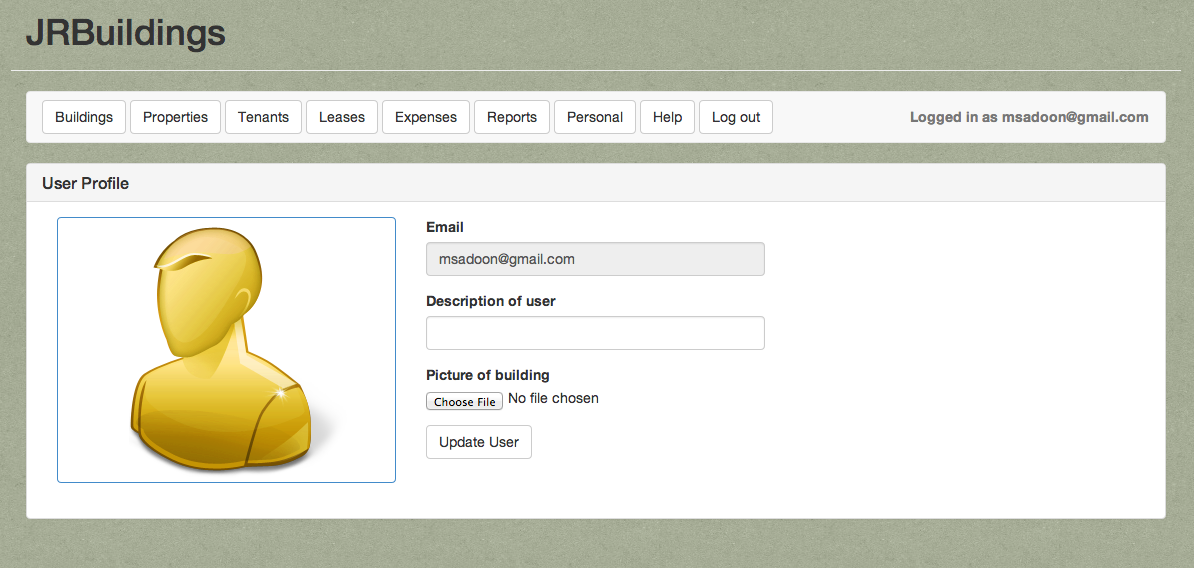 JRBuildings
Buildings Properties Tenants Leases Expenses Reports Personal Help Log out Logged in as msadoon@gmail.com
User Profile
Email
msadoon@gmail.com
Description of user
Picture of building
Choose File No file chosen
Update User